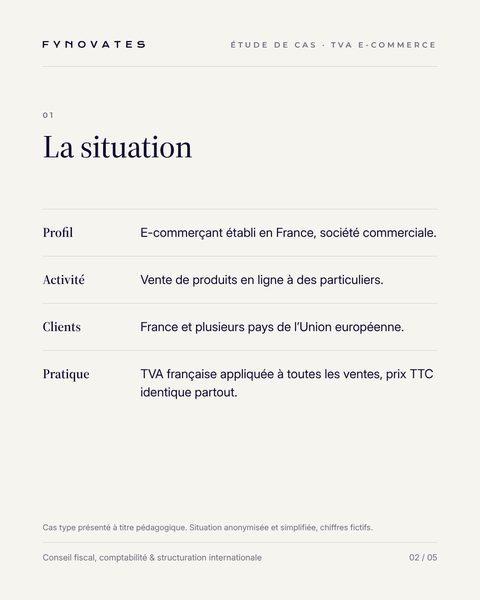 FYNOVATES
ÉTUDE DE CAS · TVA E-COMMERCE
01
La situation
Profil
E-commerçant établi en France, société commerciale.
Activité
Vente de produits en ligne à des particuliers.
Clients
France et plusieurs pays de l’Union européenne.
Pratique
TVA française appliquée à toutes les ventes, prix TTC
identique partout.
Cas type présenté à titre pédagogique. Situation anonymisée et simplifiée, chiffres fictifs.
Conseil fiscal, comptabilité & structuration internationale
02 / 05